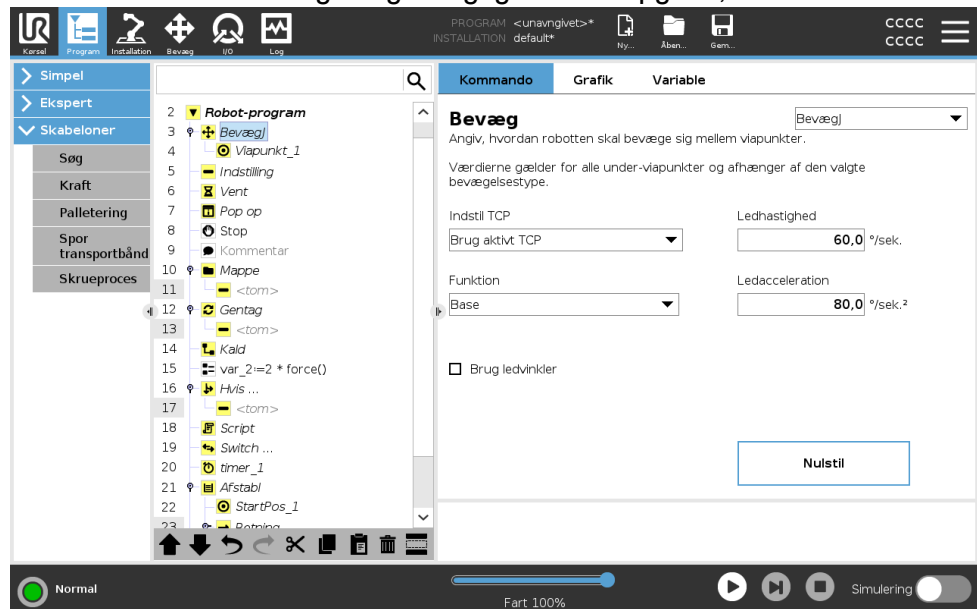 UR
Kørsel
Program
Installation
Bevæg
I/O
Log
PROGRAM <unavngivet>*
INSTALLATION default*
Ny...
Åben...
Gem...
CCCC
CCCC
Simpel
Ekspert
Skabeloner
Søg
Kraft
Palletering
Spor
transportbånd
Skrueproces
2 Robot-program
3 BevægJ
4 Viapunkt_1
5 Indstilling
6 Vent
7 Pop op
8 Stop
9 Kommentar
10 Mappe
11 <tom>
12 Gentag
13 <tom>
14 Kald
15 var_2:=2 * force()
16 Hvis ...
17 <tom>
18 Script
19 Switch ...
20 timer_1
21 Afstabl
22 StartPos_1
23 Retning
Kommando
Grafik
Variable
Bevæg
BevægJ
Angiv, hvordan robotten skal bevæge sig mellem viapunkter.
Værdierne gælder for alle under-viapunkter og afhænger af den valgte
bevægelsestype.
Indstil TCP
Ledhastighed
Brug aktivt TCP
60,0 °/sek.
Funktion
Ledacceleration
Base
80,0 °/sek.²
Brug ledvinkler
Nulstil
Normal
Fart 100%
Simulering